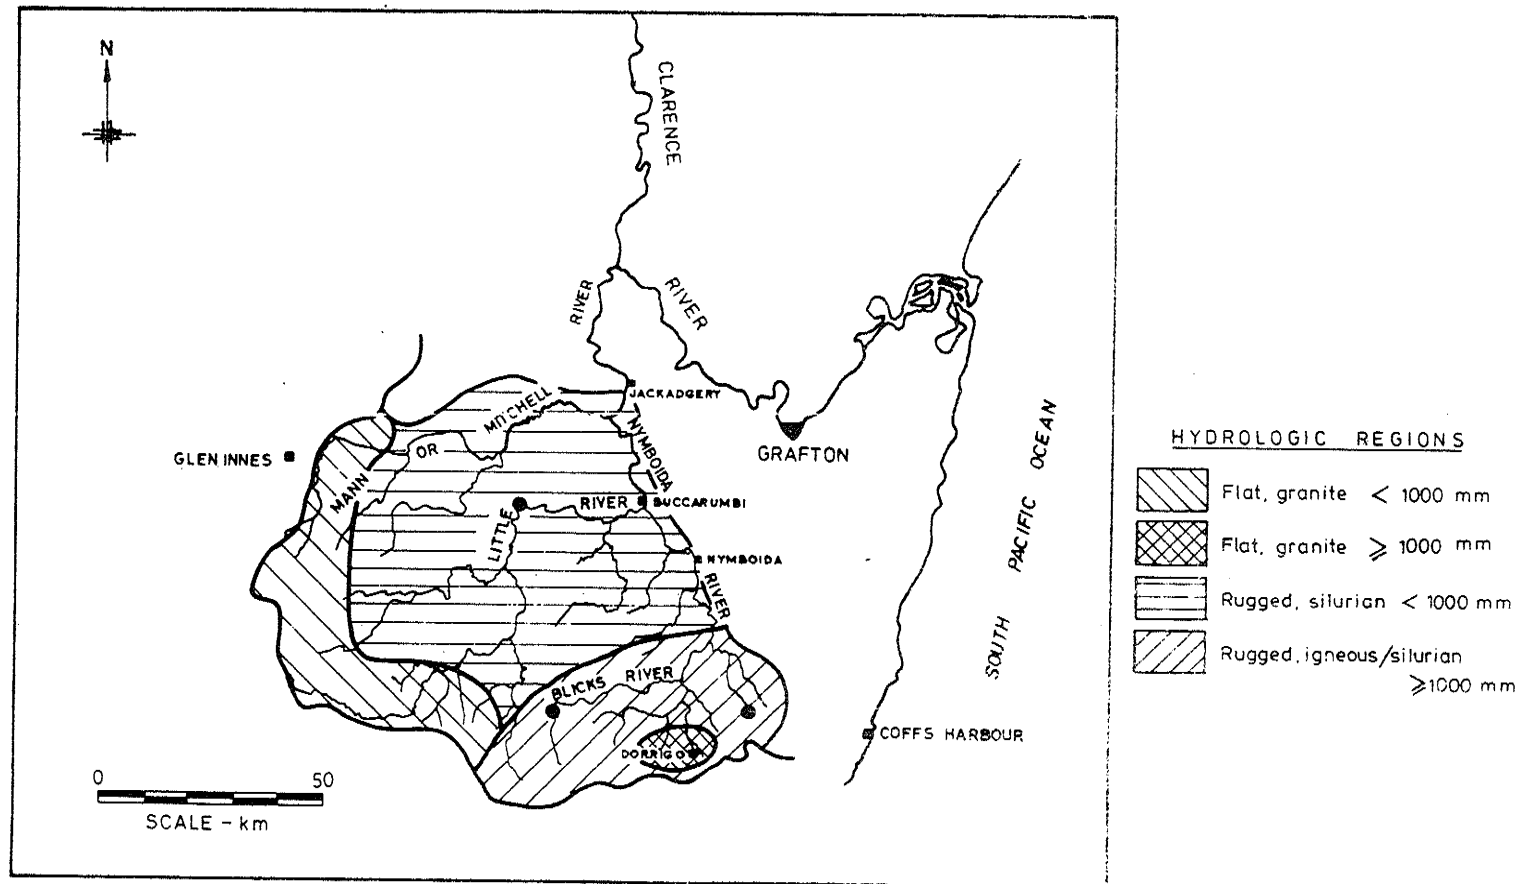 N
CLARENCE
RIVER
RIVER
JACKADGERY
MITCHELL
OR
MANN
NYMBOIDA
GRAFTON
GLEN INNES
RIVER
BUCCARUMBI
LITTLE
NYMBOIDA
RIVER
BLICKS RIVER
DORRIGO
COFFS HARBOUR
SOUTH PACIFIC OCEAN
0 50
SCALE - km
HYDROLOGIC REGIONS
Flat, granite < 1000 mm
Flat, granite ⩾ 1000 mm
Rugged, silurian < 1000 mm
Rugged, igneous/silurian
⩾1000 mm